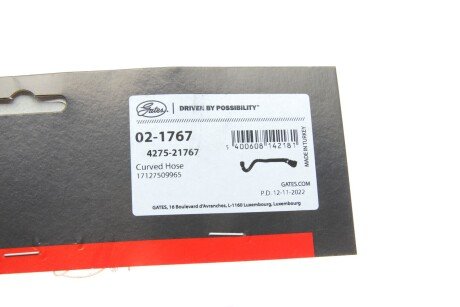 Gates
DRIVEN BY POSSIBILITY™
02-1767
4275-21767
Curved Hose
17127509965
5 400608 142181
MADE IN TURKEY
GATES.COM
P.D. 12-11-2022
GATES, 16 Boulevard d'Avranches, L-1160 Luxembourg, Luxembourg